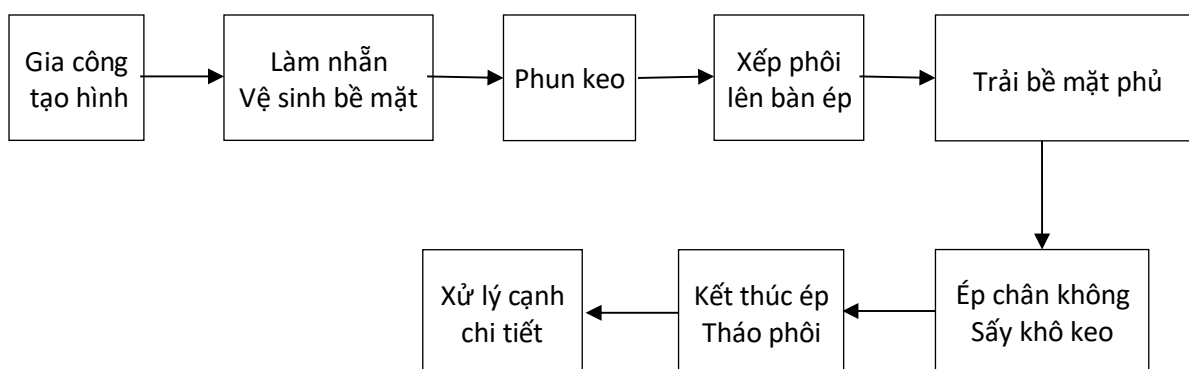 Gia công
tạo hình
Làm nhẵn
Vệ sinh bề mặt
Phun keo
Xếp phôi
lên bàn ép
Trải bề mặt phủ
Ép chân không
Sấy khô keo
Kết thúc ép
Tháo phôi
Xử lý cạnh
chi tiết